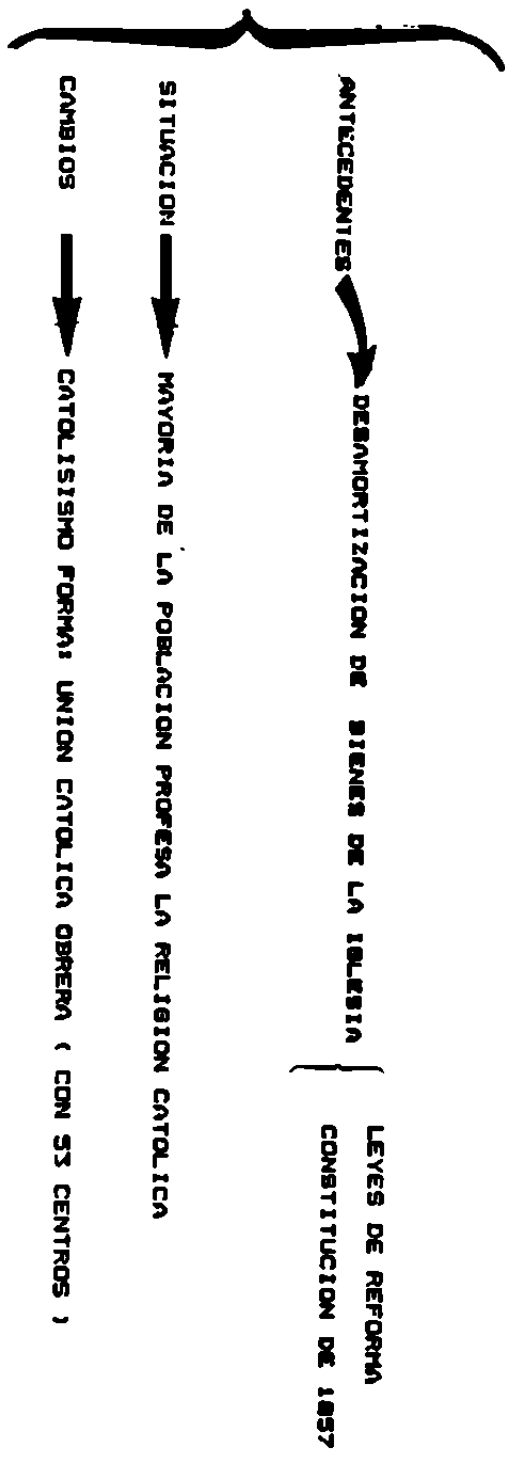 ANTECEDENTES
DESAMORTIZACION DE BIENES DE LA IGLESIA
LEYES DE REFORMA
CONSTITUCION DE 1857
SITUACION
MAYORIA DE LA POBLACION PROFESA LA RELIGION CATOLICA
CAMBIOS
CATOLISISMO FORMA: UNION CATOLICA OBRERA ( CON 53 CENTROS )